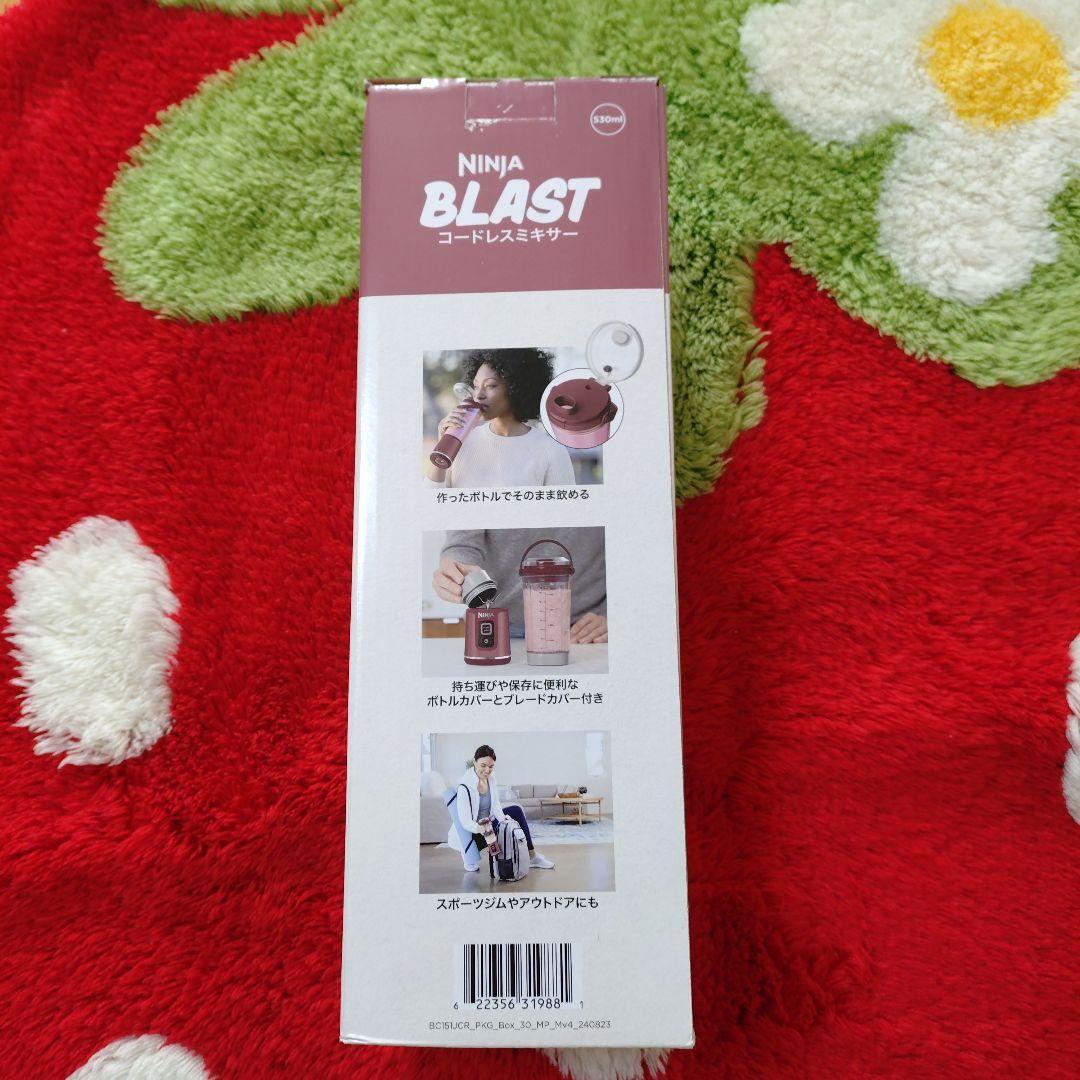 530ml
NINJA
BLAST
コードレスミキサー
作ったボトルでそのまま飲める
NINJA
持ち運びや保存に便利な
ボトルカバーとブレードカバー付き
スポーツジムやアウトドアにも
6 22356 31988 1
BC151JCR_PKG_Box_30_MP_Mv4_240823